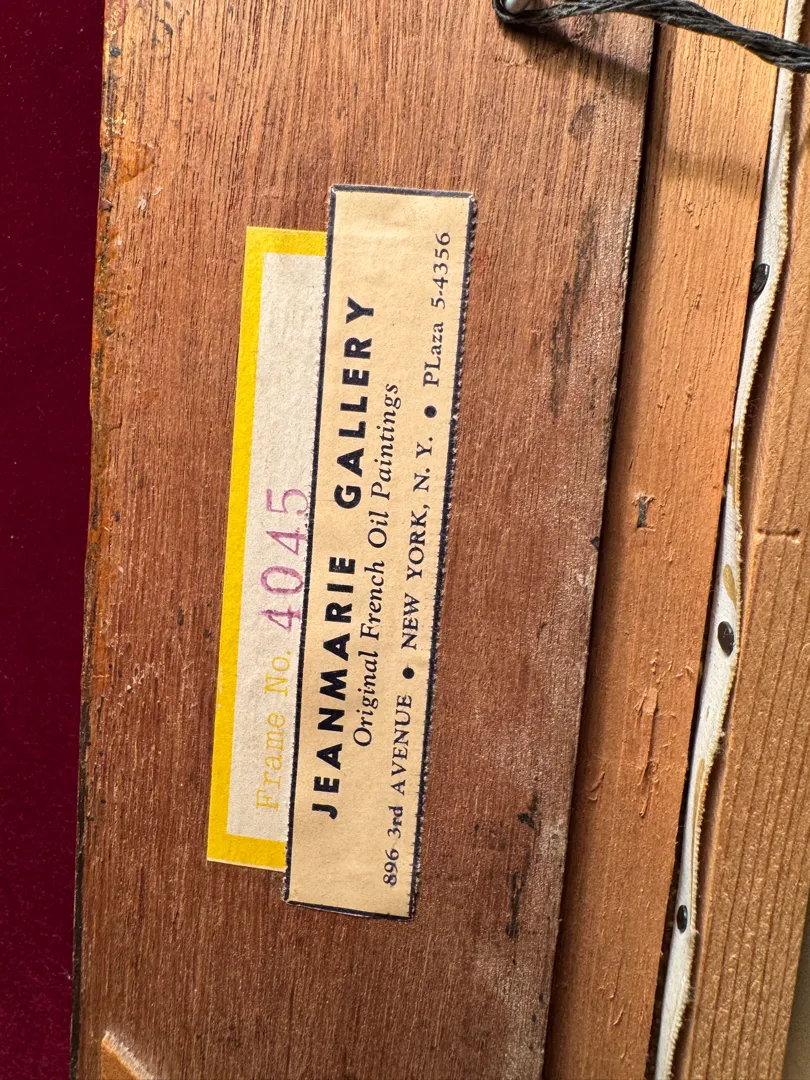 Frame No. 4045
JEANMARIE GALLERY
Original French Oil Paintings
896 3rd AVENUE • NEW YORK, N. Y. • PLaza 5-4356